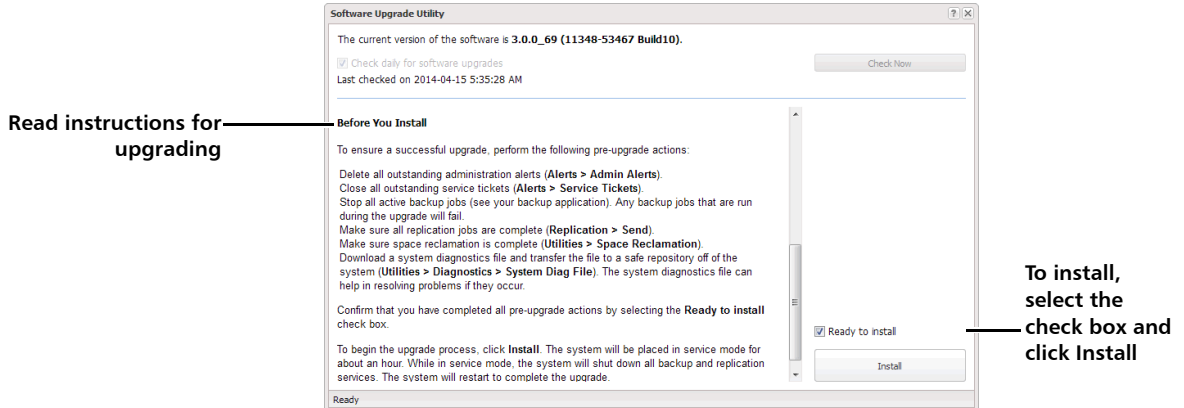 Software Upgrade Utility
The current version of the software is 3.0.0_69 (11348-53467 Build10).
Check daily for software upgrades
Check Now
Last checked on 2014-04-15 5:35:28 AM
Read instructions for
upgrading
Before You Install
To ensure a successful upgrade, perform the following pre-upgrade actions:
Delete all outstanding administration alerts (Alerts > Admin Alerts).
Close all outstanding service tickets (Alerts > Service Tickets).
Stop all active backup jobs (see your backup application). Any backup jobs that are run
during the upgrade will fail.
Make sure all replication jobs are complete (Replication > Send).
Make sure space reclamation is complete (Utilities > Space Reclamation).
Download a system diagnostics file and transfer the file to a safe repository off of the
system (Utilities > Diagnostics > System Diag File). The system diagnostics file can
help in resolving problems if they occur.
Confirm that you have completed all pre-upgrade actions by selecting the Ready to install
check box.
To begin the upgrade process, click Install. The system will be placed in service mode for
about an hour. While in service mode, the system will shut down all backup and replication
services. The system will restart to complete the upgrade.
Ready to install
Install
To install,
select the
check box and
click Install
Ready